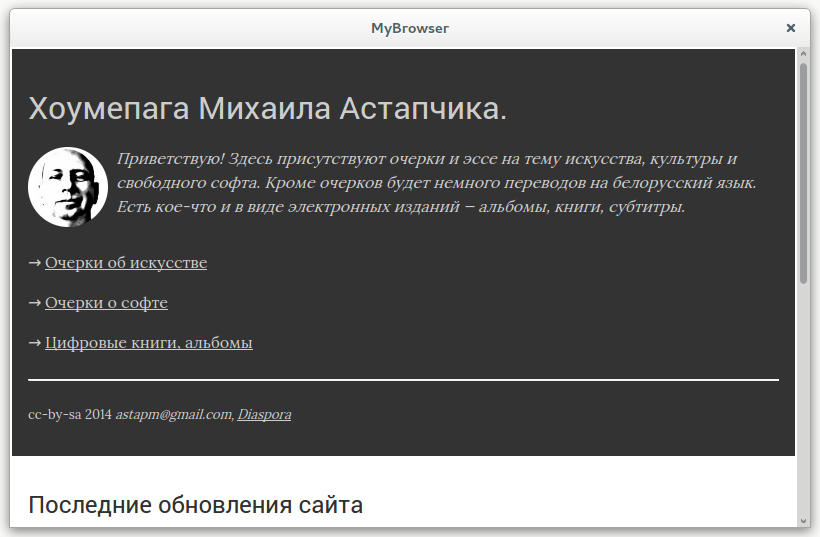 MyBrowser
Хоумепага Михаила Астапчика.
Приветствую! Здесь присутствуют очерки и эссе на тему искусства, культуры и
свободного софта. Кроме очерков будет немного переводов на белорусский язык.
Есть кое-что и в виде электронных изданий — альбомы, книги, субтитры.
→ Очерки об искусстве
→ Очерки о софте
→ Цифровые книги, альбомы
cc-by-sa 2014 astapm@gmail.com, Diaspora
Последние обновления сайта